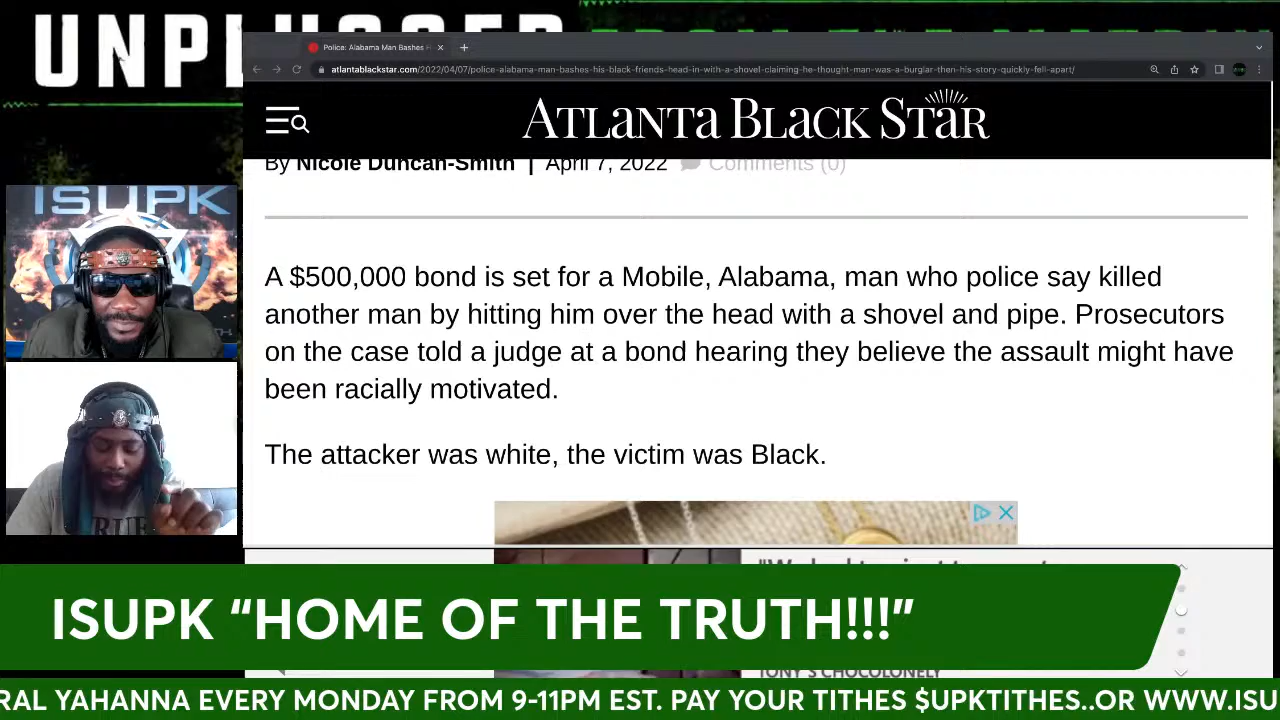 UNPL
Police: Alabama Man Bashes H
atlantablackstar.com/2022/04/07/police-alabama-man-bashes-his-black-friends-head-in-with-a-shovel-claiming-he-thought-man-was-a-burglar-then-his-story-quickly-fell-apart/
ATLANTA BLACK STAR
By Nicole Duncan-Smith | April 7, 2022 Comments (0)
ISUPK
A $500,000 bond is set for a Mobile, Alabama, man who police say killed
another man by hitting him over the head with a shovel and pipe. Prosecutors
on the case told a judge at a bond hearing they believe the assault might have
been racially motivated.
The attacker was white, the victim was Black.
TRUE
ISUPK “HOME OF THE TRUTH!!!”
TONY'S CHOCOLONELY
RAL YAHANNA EVERY MONDAY FROM 9-11PM EST. PAY YOUR TITHES $UPKTITHES..OR WWW.ISU